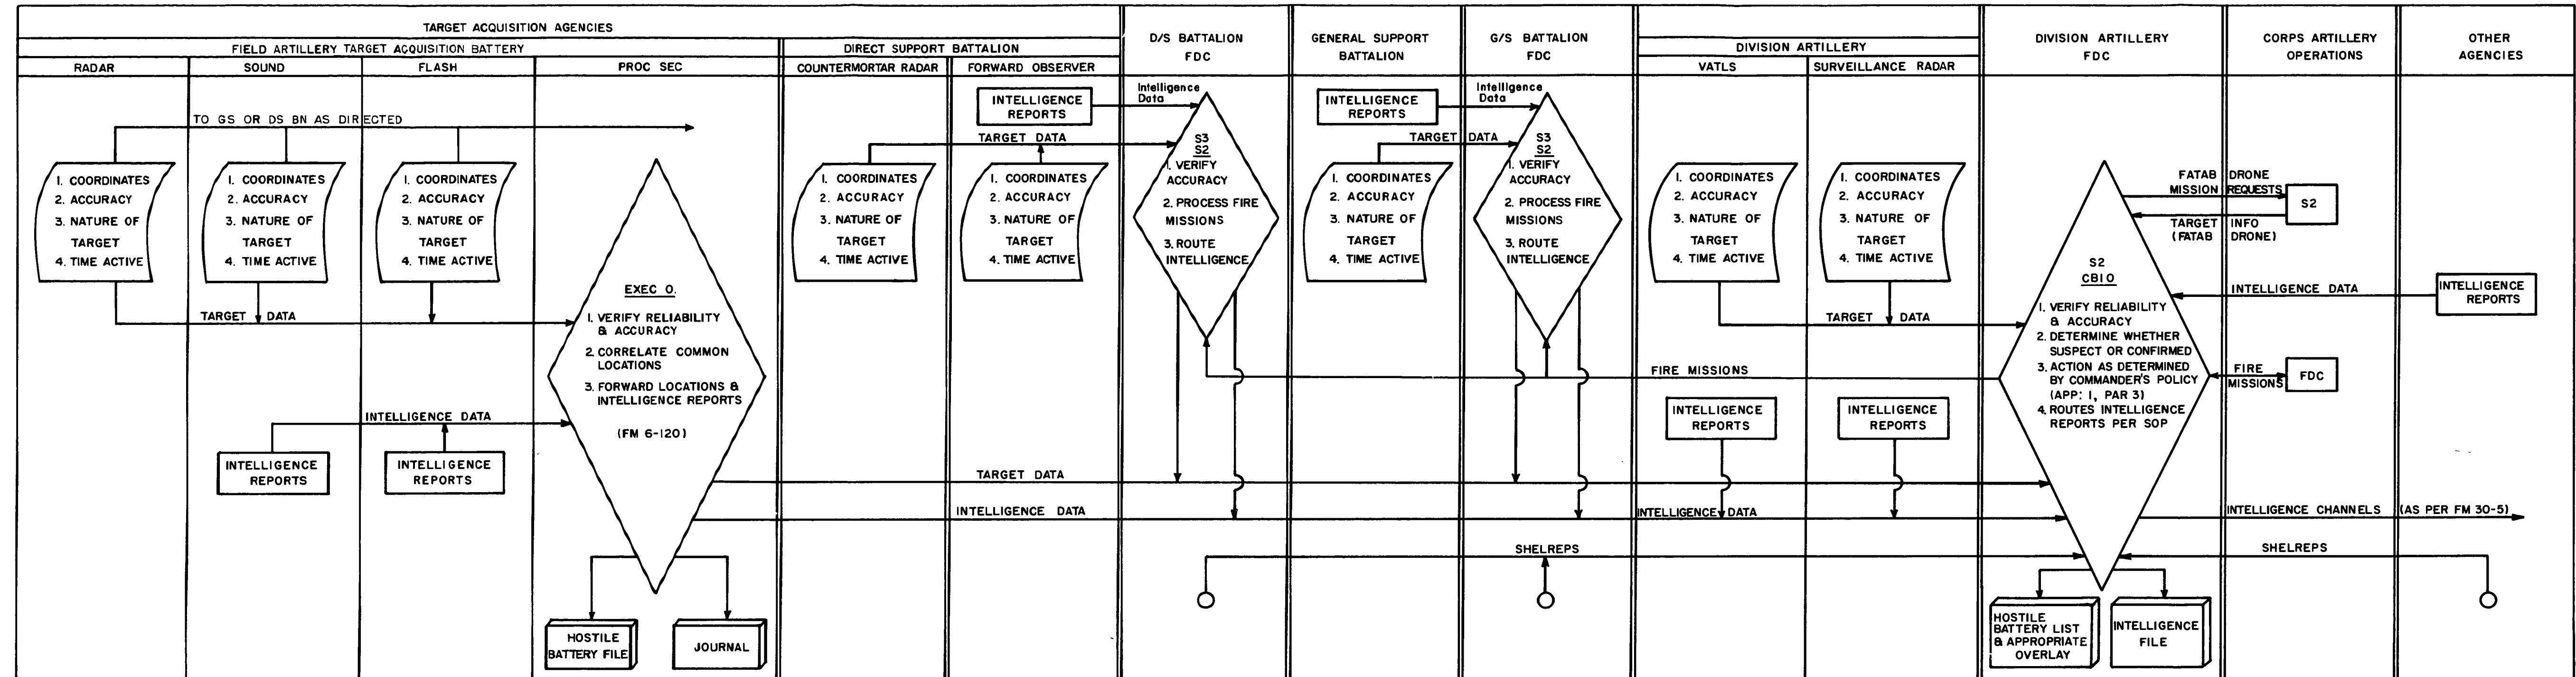 TARGET ACQUISITION AGENCIES
FIELD ARTILLERY TARGET ACQUISITION BATTERY
DIRECT SUPPORT BATTALION
D/S BATTALION
FDC
GENERAL SUPPORT
BATTALION
G/S BATTALION
FDC
DIVISION ARTILLERY
DIVISION ARTILLERY
FDC
CORPS ARTILLERY
OPERATIONS
OTHER
AGENCIES
RADAR
SOUND
FLASH
PROC SEC
COUNTERMORTAR RADAR
FORWARD OBSERVER
VATLS
SURVEILLANCE RADAR
TO GS OR DS BN AS DIRECTED
1. COORDINATES
2. ACCURACY
3. NATURE OF
TARGET
4. TIME ACTIVE
1. COORDINATES
2. ACCURACY
3. NATURE OF
TARGET
4. TIME ACTIVE
1. COORDINATES
2. ACCURACY
3. NATURE OF
TARGET
4. TIME ACTIVE
TARGET DATA
INTELLIGENCE DATA
INTELLIGENCE
REPORTS
INTELLIGENCE
REPORTS
EXEC O.
1. VERIFY RELIABILITY
& ACCURACY
2. CORRELATE COMMON
LOCATIONS
3. FORWARD LOCATIONS &
INTELLIGENCE REPORTS
(FM 6-120)
HOSTILE
BATTERY FILE
JOURNAL
INTELLIGENCE
REPORTS
Intelligence
Data
TARGET DATA
1. COORDINATES
2. ACCURACY
3. NATURE OF
TARGET
4. TIME ACTIVE
1. COORDINATES
2. ACCURACY
3. NATURE OF
TARGET
4. TIME ACTIVE
S3
S2
1. VERIFY
ACCURACY
2. PROCESS FIRE
MISSIONS
3. ROUTE
INTELLIGENCE
INTELLIGENCE
REPORTS
Intelligence
Data
TARGET DATA
1. COORDINATES
2. ACCURACY
3. NATURE OF
TARGET
4. TIME ACTIVE
S3
S2
1. VERIFY
ACCURACY
2. PROCESS FIRE
MISSIONS
3. ROUTE
INTELLIGENCE
1. COORDINATES
2. ACCURACY
3. NATURE OF
TARGET
4. TIME ACTIVE
1. COORDINATES
2. ACCURACY
3. NATURE OF
TARGET
4. TIME ACTIVE
TARGET DATA
FIRE MISSIONS
INTELLIGENCE
REPORTS
INTELLIGENCE
REPORTS
TARGET DATA
INTELLIGENCE DATA
INTELLIGENCE DATA
SHELREPS
S2
CBIO
1. VERIFY RELIABILITY
& ACCURACY
2. DETERMINE WHETHER
SUSPECT OR CONFIRMED
3. ACTION AS DETERMINED
BY COMMANDER'S POLICY
(APP: 1, PAR 3)
4. ROUTES INTELLIGENCE
REPORTS PER SOP
FATAB DRONE
MISSION REQUESTS
S2
TARGET INFO
(FATAB DRONE)
INTELLIGENCE DATA
INTELLIGENCE
REPORTS
FIRE
MISSIONS
FDC
INTELLIGENCE CHANNELS (AS PER FM 30-5)
SHELREPS
HOSTILE
BATTERY LIST
& APPROPRIATE
OVERLAY
INTELLIGENCE
FILE